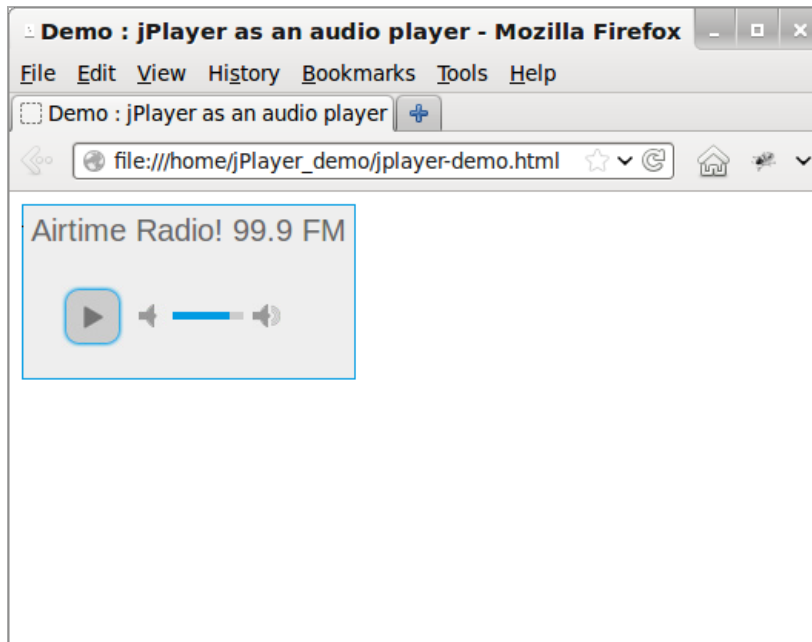 Demo : jPlayer as an audio player - Mozilla Firefox
File Edit View History Bookmarks Tools Help
Demo : jPlayer as an audio player
file:///home/jPlayer_demo/jplayer-demo.html
Airtime Radio! 99.9 FM